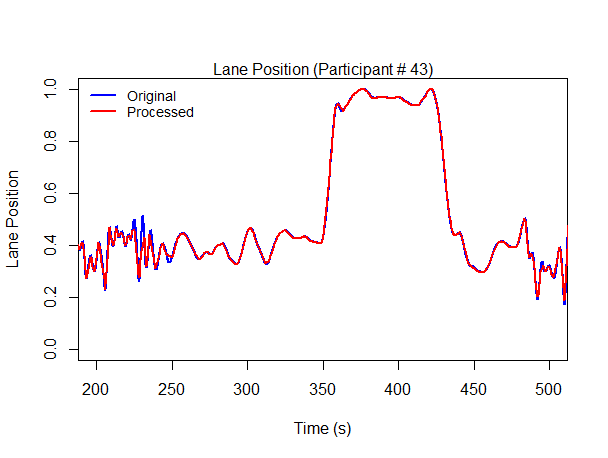 Lane Position (Participant # 43)
Original
Processed
Lane Position
0.0 0.2 0.4 0.6 0.8 1.0
200 250 300 350 400 450 500
Time (s)